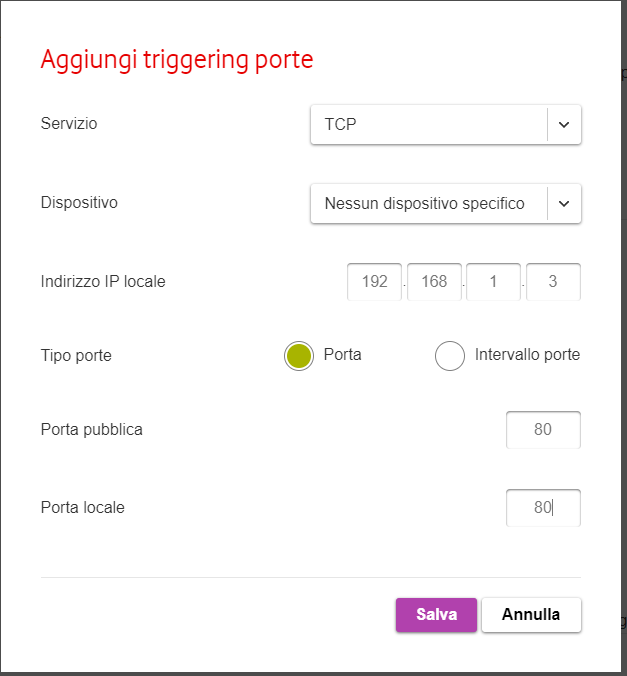 Aggiungi triggering porte
Servizio TCP
Dispositivo Nessun dispositivo specifico
Indirizzo IP locale 192 . 168 . 1 . 3
Tipo porte Porta Intervallo porte
Porta pubblica 80
Porta locale 80
Salva Annulla